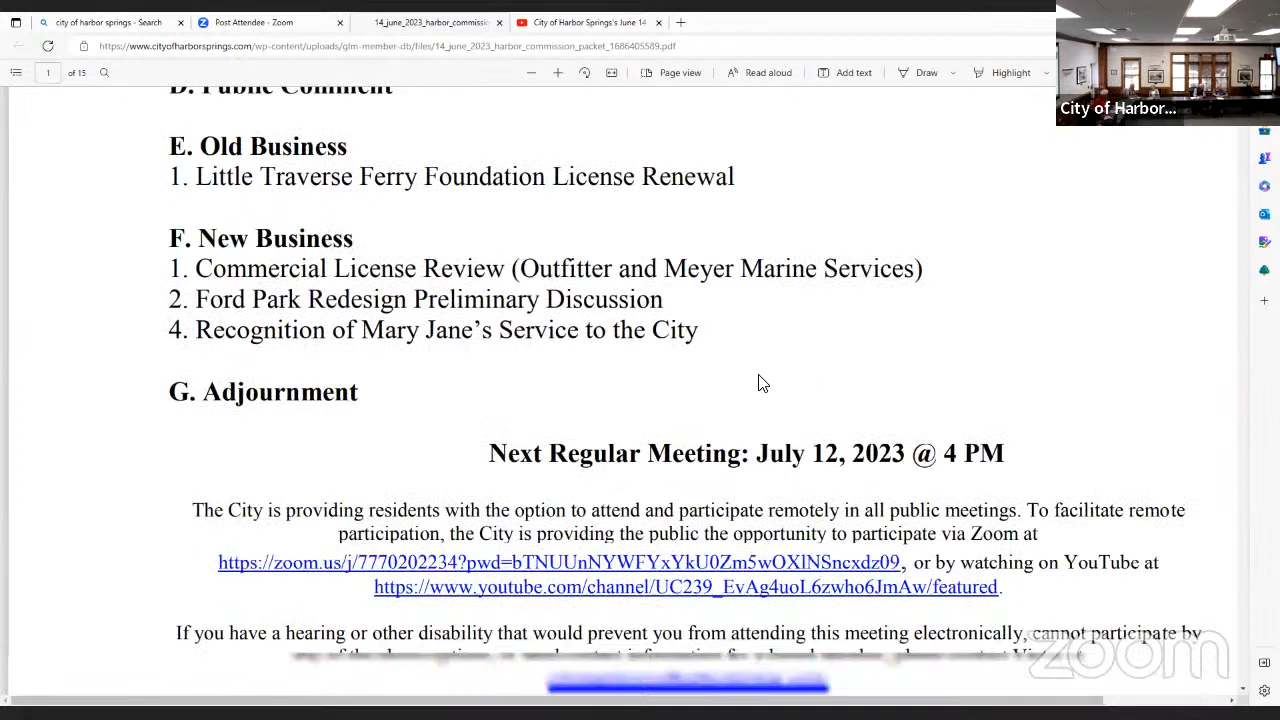 city of harbor springs - Search
Post Attendee - Zoom
14_june_2023_harbor_commissio
City of Harbor Springs's June 14
https://www.cityofharborsprings.com/wp-content/uploads/glm-member-db/files/14_june_2023_harbor_commission_packet_1686405589.pdf
1 of 15
Page view
Read aloud
Add text
Draw
Highlight
City of Harbor...
D. Public Comment
E. Old Business
1. Little Traverse Ferry Foundation License Renewal
F. New Business
1. Commercial License Review (Outfitter and Meyer Marine Services)
2. Ford Park Redesign Preliminary Discussion
4. Recognition of Mary Jane’s Service to the City
G. Adjournment
Next Regular Meeting: July 12, 2023 @ 4 PM
The City is providing residents with the option to attend and participate remotely in all public meetings. To facilitate remote
participation, the City is providing the public the opportunity to participate via Zoom at
https://zoom.us/j/7770202234?pwd=bTNUUnNYWFYxYkU0Zm5wOXlNSncxdz09, or by watching on YouTube at
https://www.youtube.com/channel/UC239_EvAg4uoL6zwho6JmAw/featured.
If you have a hearing or other disability that would prevent you from attending this meeting electronically, cannot participate by
zoom